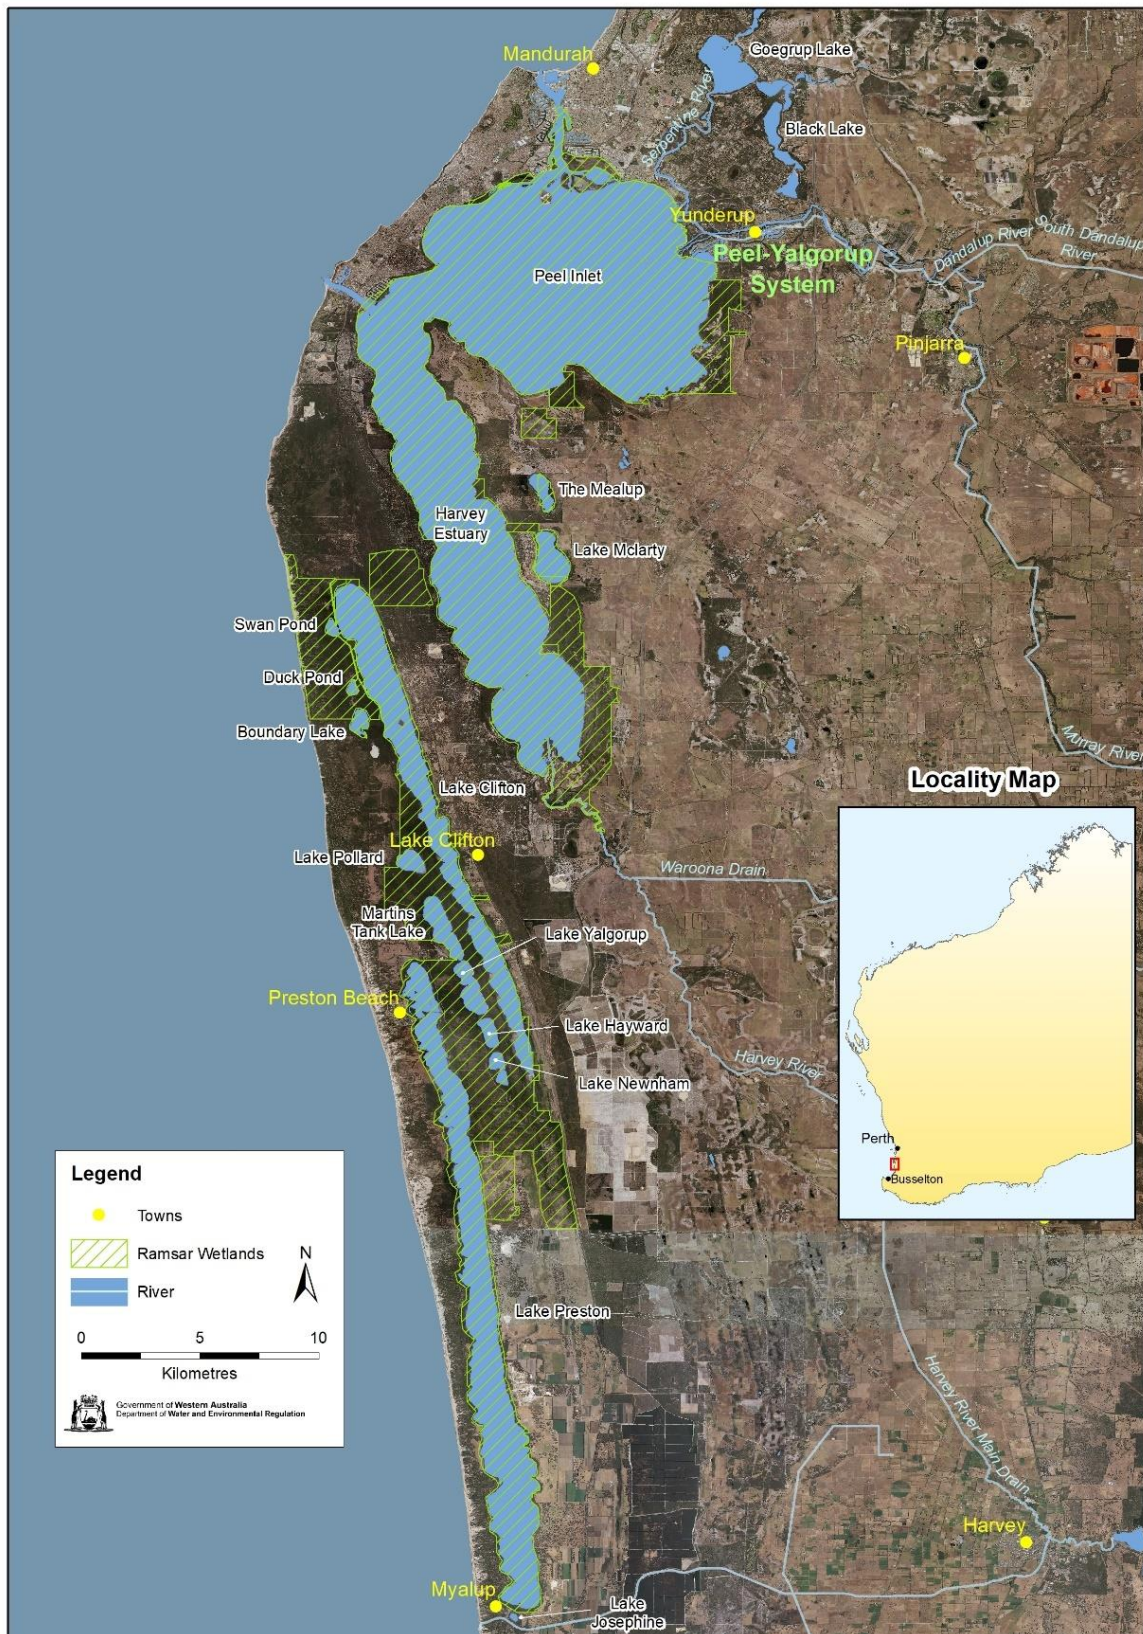 Mandurah
Goegrup Lake
Serpentine River
Black Lake
Yunderup
Peel-Yalgorup
System
Dandalup River
South Dandalup
River
Peel Inlet
Pinjarra
The Mealup
Harvey
Estuary
Lake Mclarty
Swan Pond
Duck Pond
Boundary Lake
Murray River
Lake Clifton
Locality Map
Lake Clifton
Lake Pollard
Waroona Drain
Martins
Tank Lake
Lake Yalgorup
Preston Beach
Lake Hayward
Harvey River
Lake Newnham
Perth
Busselton
Legend
Towns
Ramsar Wetlands
River
N
0 5 10
Kilometres
Government of Western Australia
Department of Water and Environmental Regulation
Lake Preston
Harvey River Main Drain
Harvey
Myalup
Lake
Josephine